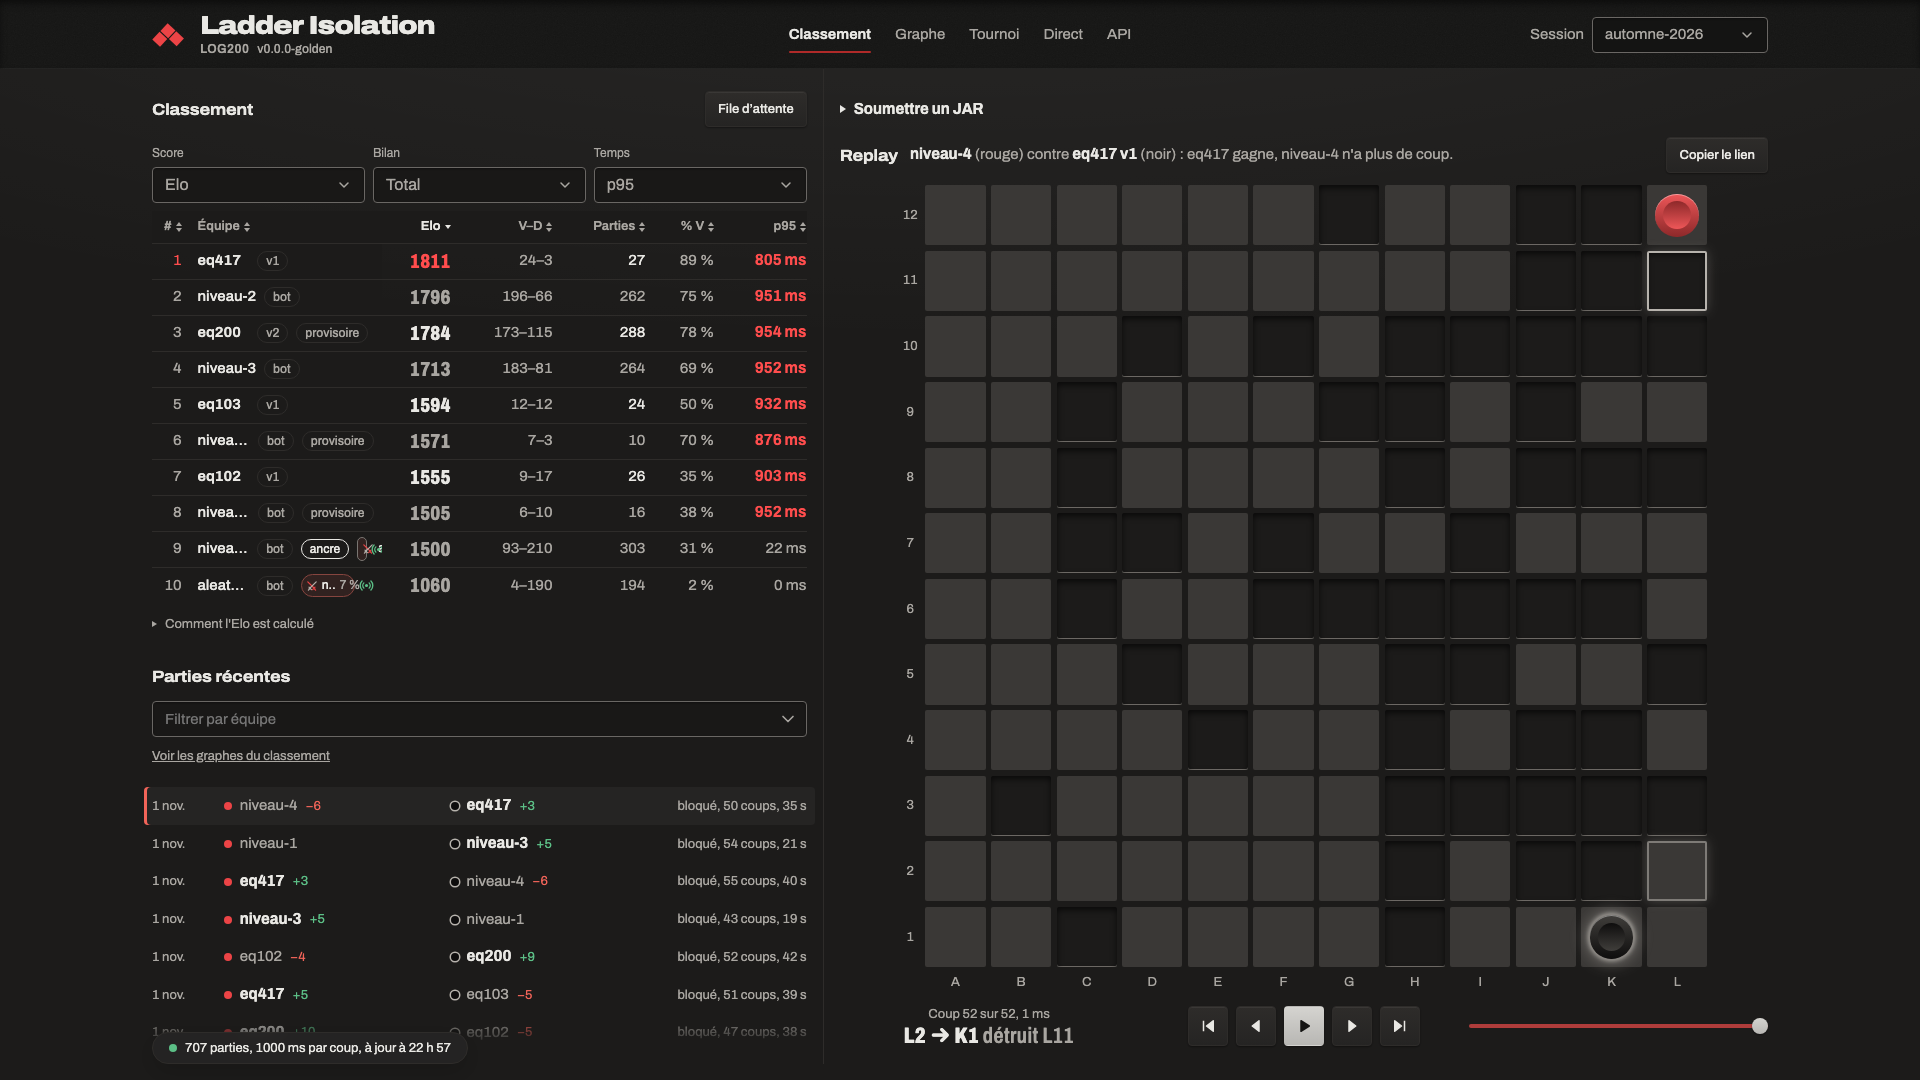 Ladder Isolation
LOG200 v0.0.0-golden
Classement Graphe Tournoi Direct API
Session automne-2026
Classement
File d'attente
Score Bilan Temps
Elo Total p95
# Équipe Elo V–D Parties % V p95
1 eq417 v1 1811 24–3 27 89 % 805 ms
2 niveau-2 bot 1796 196–66 262 75 % 951 ms
3 eq200 v2 provisoire 1784 173–115 288 78 % 954 ms
4 niveau-3 bot 1713 183–81 264 69 % 952 ms
5 eq103 v1 1594 12–12 24 50 % 932 ms
6 nivea... bot provisoire 1571 7–3 10 70 % 876 ms
7 eq102 v1 1555 9–17 26 35 % 903 ms
8 nivea... bot provisoire 1505 6–10 16 38 % 952 ms
9 nivea... bot ancre 1500 93–210 303 31 % 22 ms
10 aleat... bot n.. 7 % 1060 4–190 194 2 % 0 ms
Comment l'Elo est calculé
Parties récentes
Filtrer par équipe
Voir les graphes du classement
1 nov. niveau-4 −6 eq417 +3 bloqué, 50 coups, 35 s
1 nov. niveau-1 niveau-3 +5 bloqué, 54 coups, 21 s
1 nov. eq417 +3 niveau-4 −6 bloqué, 55 coups, 40 s
1 nov. niveau-3 +5 niveau-1 bloqué, 43 coups, 19 s
1 nov. eq102 −4 eq200 +9 bloqué, 52 coups, 42 s
1 nov. eq417 +5 eq103 −5 bloqué, 51 coups, 39 s
1 nov. eq200 +10 eq102 −5 bloqué, 47 coups, 38 s
707 parties, 1000 ms par coup, à jour à 22 h 57
Soumettre un JAR
Replay niveau-4 (rouge) contre eq417 v1 (noir) : eq417 gagne, niveau-4 n'a plus de coup.
Copier le lien
12
11
10
9
8
7
6
5
4
3
2
1
A B C D E F G H I J K L
Coup 52 sur 52, 1 ms
L2 → K1 détruit L11